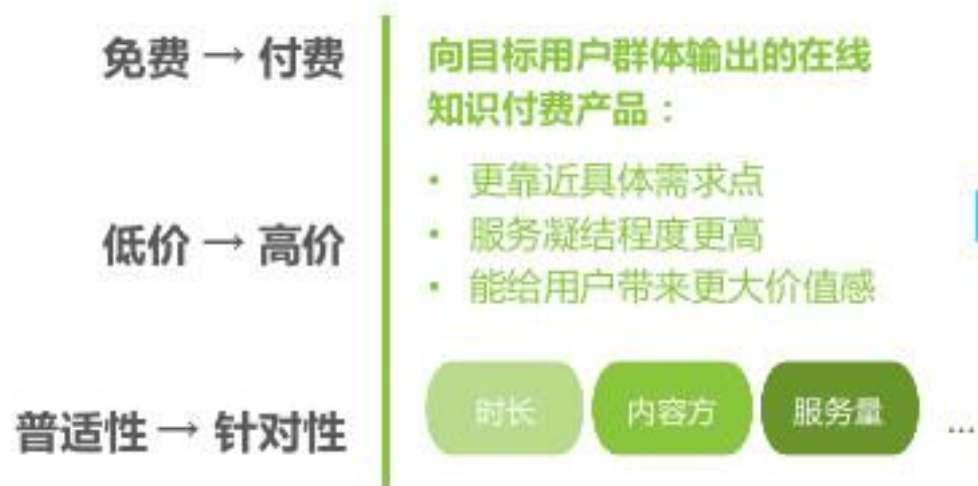 免费 → 付费
低价 → 高价
普适性 → 针对性
向目标用户群体输出的在线
知识付费产品：
• 更靠近具体需求点
• 服务凝结程度更高
• 能给用户带来更大价值感
时长
内容方
服务量
...